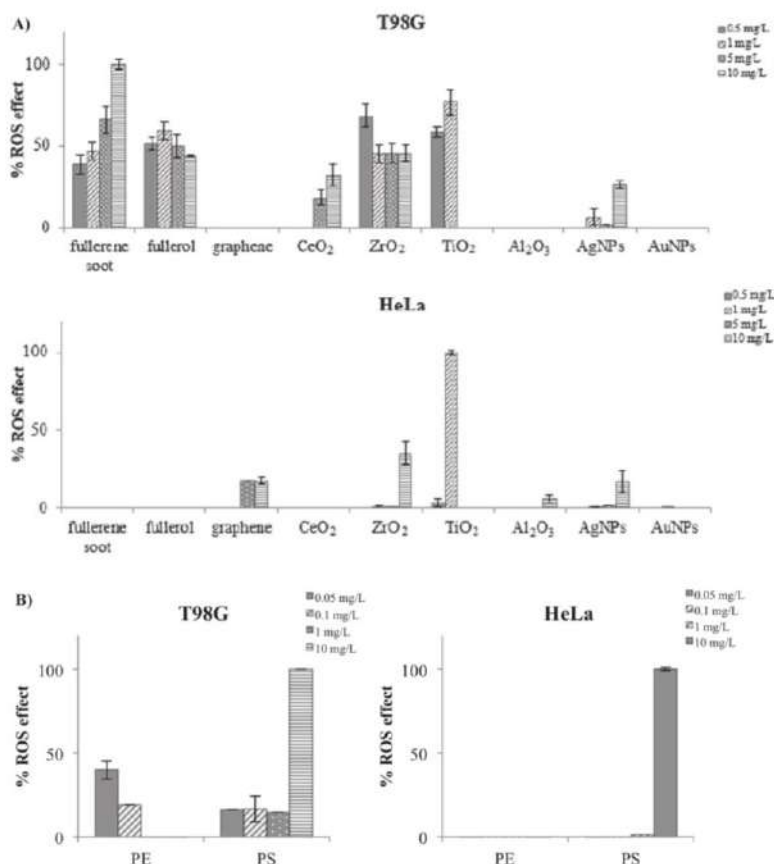 A)
T98G
0.5 mg/L
1 mg/L
5 mg/L
10 mg/L
% ROS effect
100
50
0
fullerene soot
fullerol
graphene
CeO₂
ZrO₂
TiO₂
Al₂O₃
AgNPs
AuNPs
HeLa
0.5 mg/L
1 mg/L
5 mg/L
10 mg/L
% ROS effect
100
50
0
fullerene soot
fullerol
graphene
CeO₂
ZrO₂
TiO₂
Al₂O₃
AgNPs
AuNPs
B)
T98G
0.05 mg/L
0.1 mg/L
1 mg/L
10 mg/L
% ROS effect
100
50
0
PE
PS
HeLa
0.05 mg/L
0.1 mg/L
1 mg/L
10 mg/L
% ROS effect
100
50
0
PE
PS